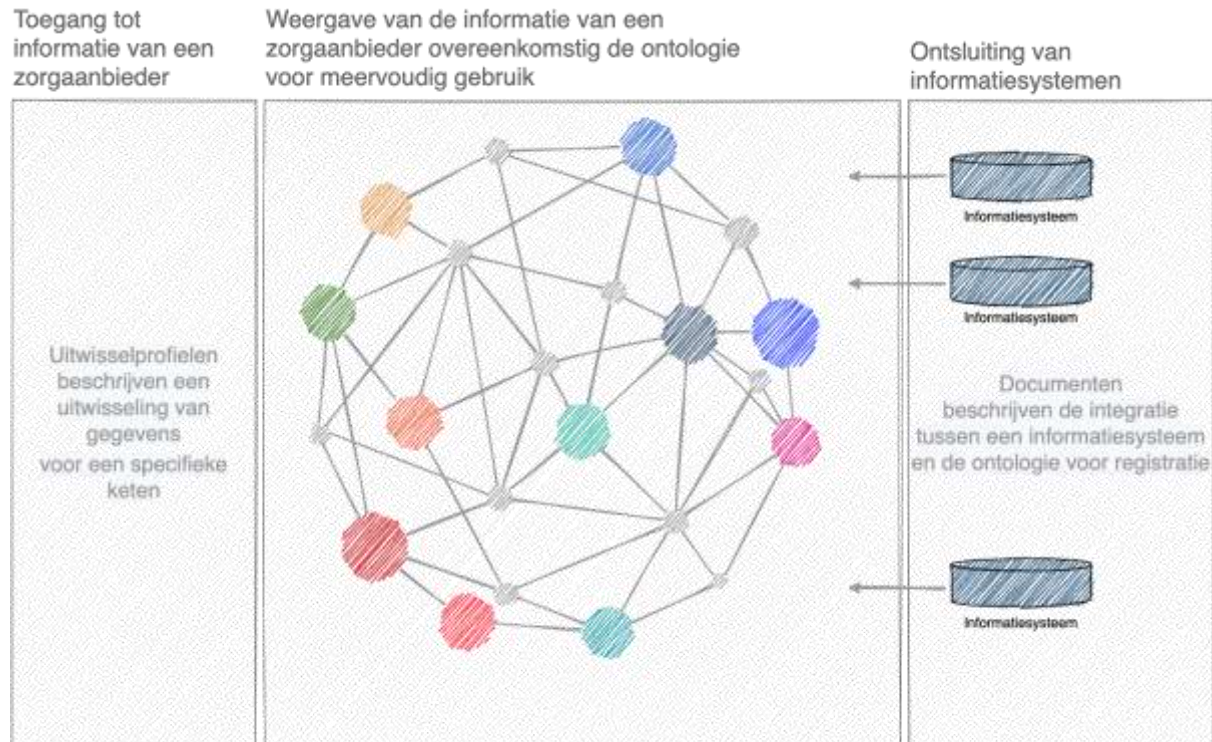 Toegang tot
informatie van een
zorgaanbieder
Weergave van de informatie van een
zorgaanbieder overeenkomstig de ontologie
voor meervoudig gebruik
Ontsluiting van
informatiesystemen
Uitwisselprofielen
beschrijven een
uitwisseling van
gegevens
voor een specifieke
keten
Informatiesysteem
Informatiesysteem
Documenten
beschrijven de integratie
tussen een informatiesysteem
en de ontologie voor registratie
Informatiesysteem